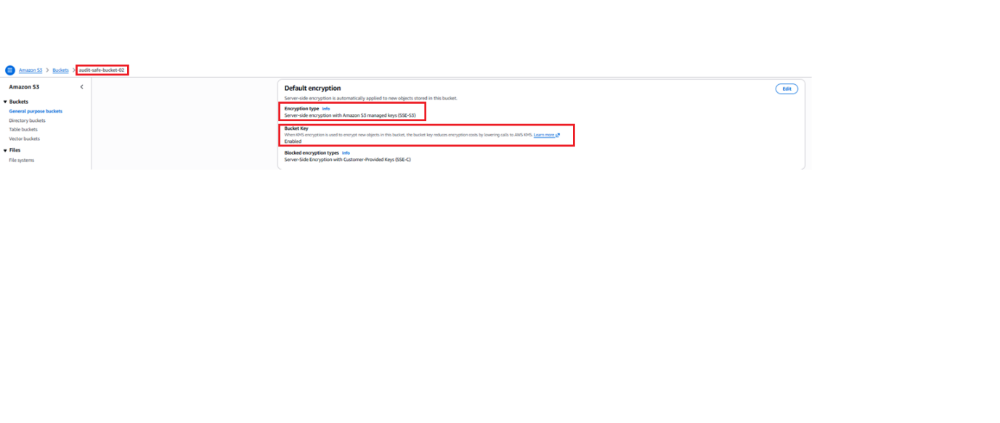 Amazon S3 > Buckets > audit-safe-bucket-02
Amazon S3
Buckets
General purpose buckets
Directory buckets
Table buckets
Vector buckets
Files
File systems
Default encryption
Edit
Server-side encryption is automatically applied to new objects stored in this bucket.
Encryption type Info
Server-side encryption with Amazon S3 managed keys (SSE-S3)
Bucket Key
When KMS encryption is used to encrypt new objects in this bucket, the bucket key reduces encryption costs by lowering calls to AWS KMS. Learn more
Enabled
Blocked encryption types Info
Server-Side Encryption with Customer-Provided Keys (SSE-C)